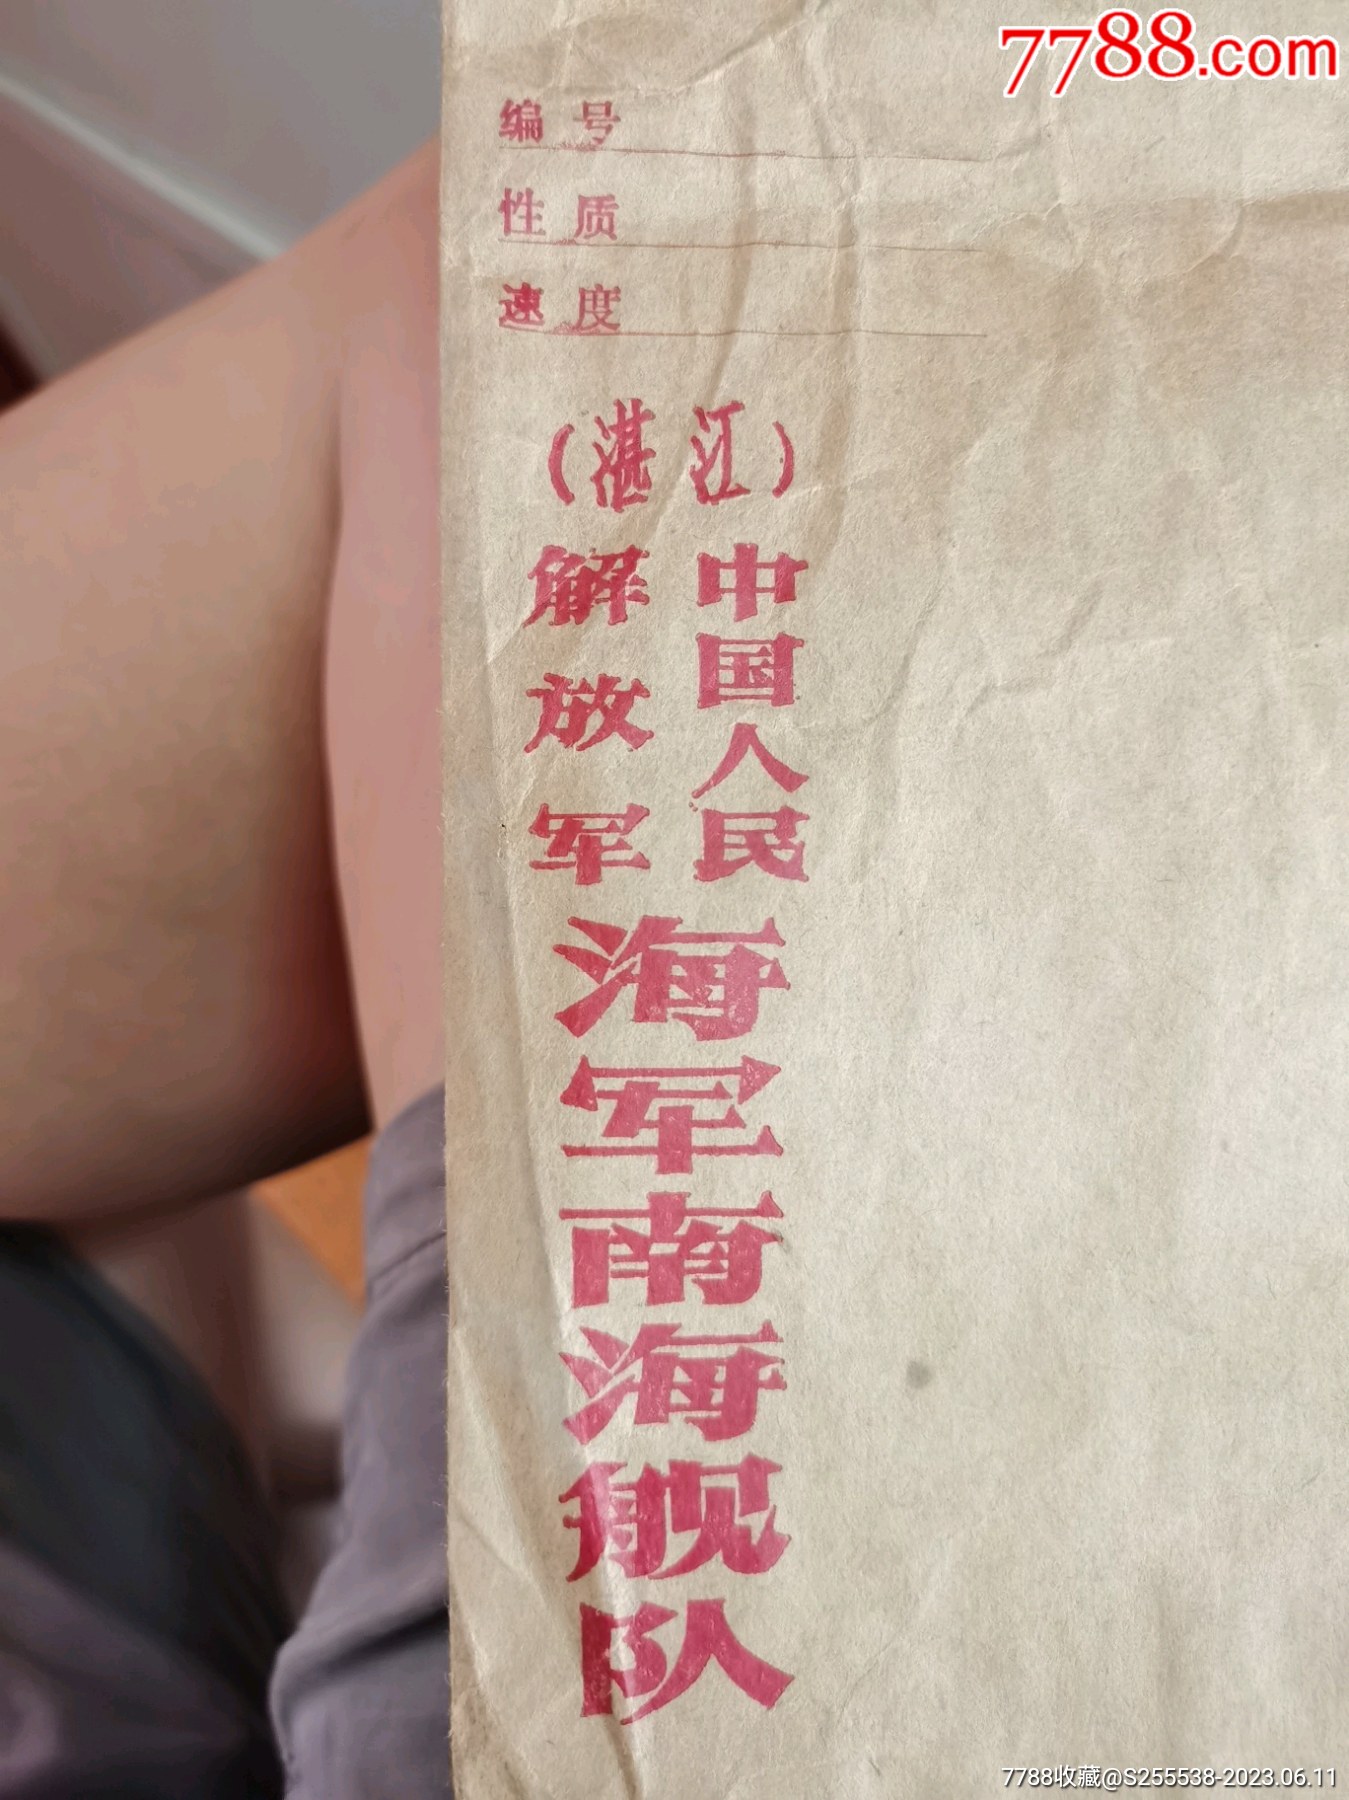 7788.com
编号
性质
速度
(湛江)
中国人民
解放军
海军南海舰队
7788收藏@S255538-2023.06.11